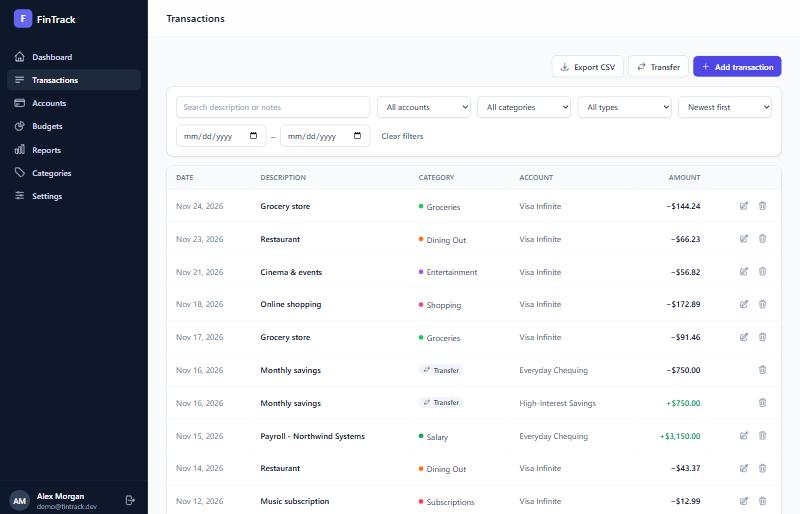 F FinTrack
Dashboard
Transactions
Accounts
Budgets
Reports
Categories
Settings
AM Alex Morgan
demo@fintrack.dev
Transactions
Export CSV Transfer + Add transaction
Search description or notes All accounts All categories All types Newest first
mm/dd/yyyy – mm/dd/yyyy Clear filters
DATE DESCRIPTION CATEGORY ACCOUNT AMOUNT
Nov 24, 2026 Grocery store Groceries Visa Infinite −$144.24
Nov 23, 2026 Restaurant Dining Out Visa Infinite −$66.23
Nov 21, 2026 Cinema & events Entertainment Visa Infinite −$56.82
Nov 18, 2026 Online shopping Shopping Visa Infinite −$172.89
Nov 17, 2026 Grocery store Groceries Visa Infinite −$91.46
Nov 16, 2026 Monthly savings Transfer Everyday Chequing −$750.00
Nov 16, 2026 Monthly savings Transfer High-Interest Savings +$750.00
Nov 15, 2026 Payroll - Northwind Systems Salary Everyday Chequing +$3,150.00
Nov 14, 2026 Restaurant Dining Out Visa Infinite −$43.37
Nov 12, 2026 Music subscription Subscriptions Visa Infinite −$12.99